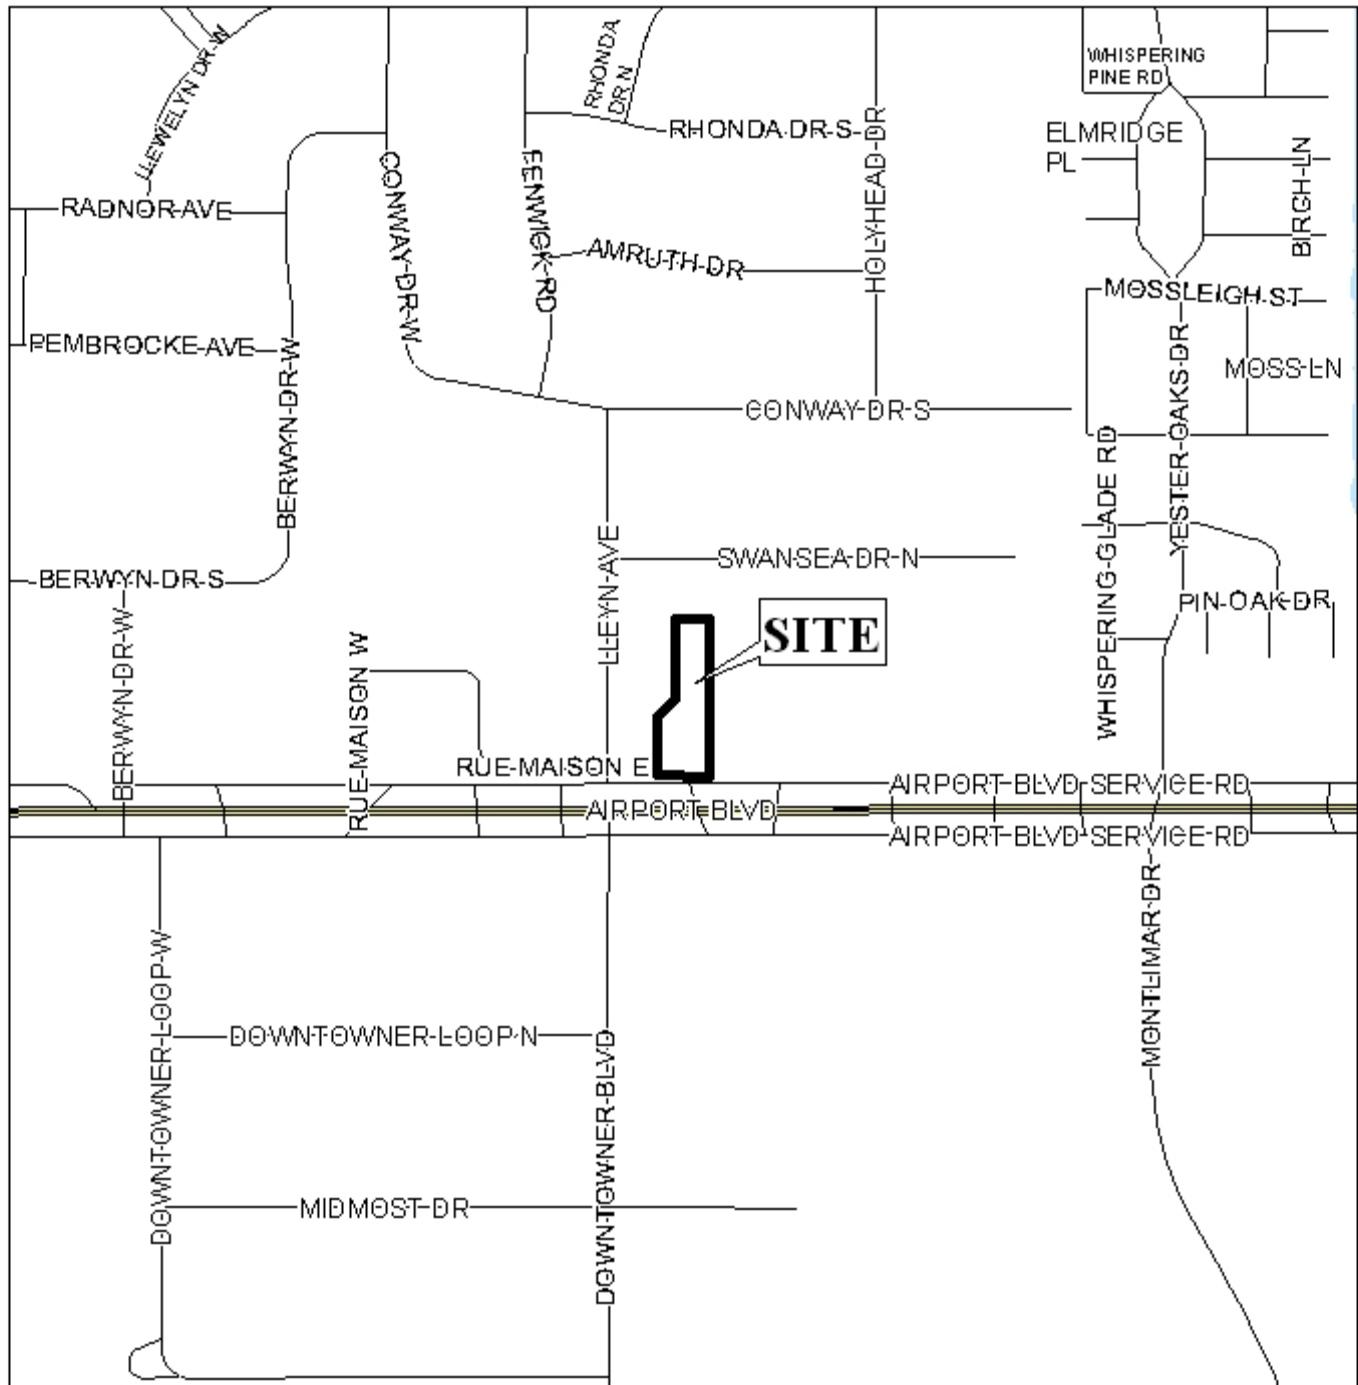 LLEWELYN DR W
RHONDA
DR N
WHISPERING
PINE RD
RHONDA DR S
ELMRIDGE
PL
BIRCH LN
RADNOR AVE
CONWAY DR W
FENWICK RD
HOLYHEAD DR
AMRUTH DR
MOSSLEIGH ST
PEMBROCKE AVE
BERWYN DR W
MOSS LN
YESTER OAKS DR
CONWAY DR S
WHISPERING GLADE RD
LLEYN AVE
SWANSEA DR N
BERWYN DR S
PIN OAK DR
BERWYN DR W
RUE MAISON W
SITE
RUE MAISON E
AIRPORT BLVD SERVICE RD
AIRPORT BLVD
AIRPORT BLVD SERVICE RD
MONTLIMAR DR
DOWNTOWNER LOOP W
DOWNTOWNER LOOP N
DOWNTOWNER BLVD
MIDMOST DR